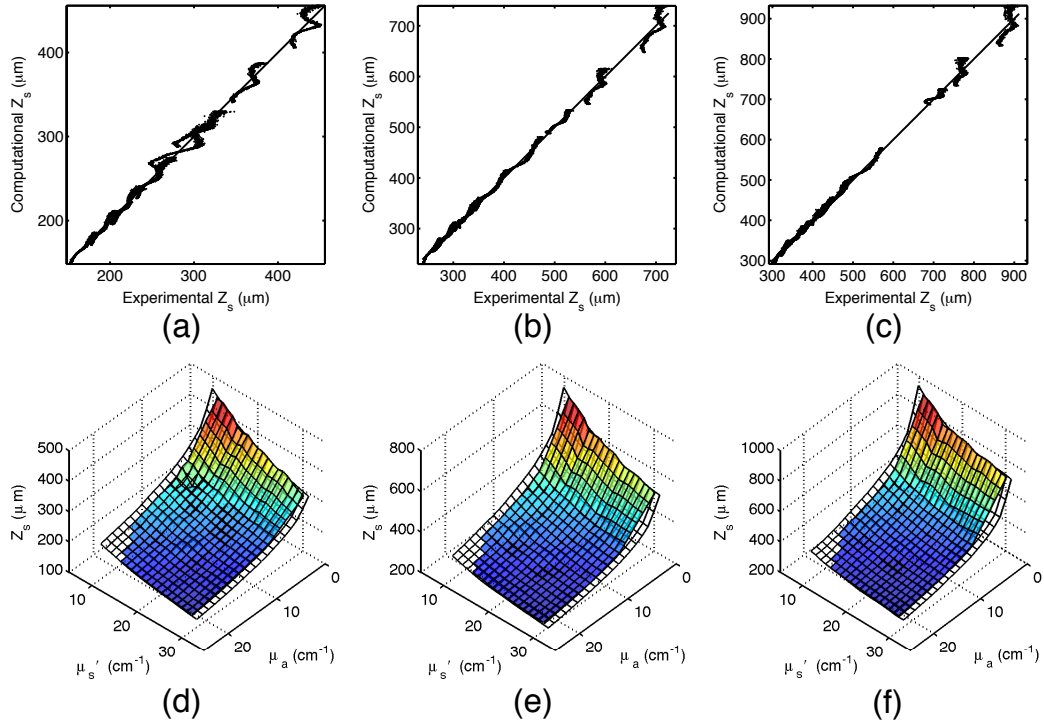 400
300
200
Computational Z_s (μm)
200 300 400
Experimental Z_s (μm)
(a)
700
600
500
400
300
Computational Z_s (μm)
300 400 500 600 700
Experimental Z_s (μm)
(b)
900
800
700
600
500
400
300
Computational Z_s (μm)
300 400 500 600 700 800 900
Experimental Z_s (μm)
(c)
500
400
300
200
100
Z_s (μm)
10
20
30
μ_s′ (cm⁻¹)
0
10
20
μ_a (cm⁻¹)
(d)
800
600
400
200
Z_s (μm)
10
20
30
μ_s′ (cm⁻¹)
0
10
20
μ_a (cm⁻¹)
(e)
1000
800
600
400
200
Z_s (μm)
10
20
30
μ_s′ (cm⁻¹)
0
10
20
μ_a (cm⁻¹)
(f)